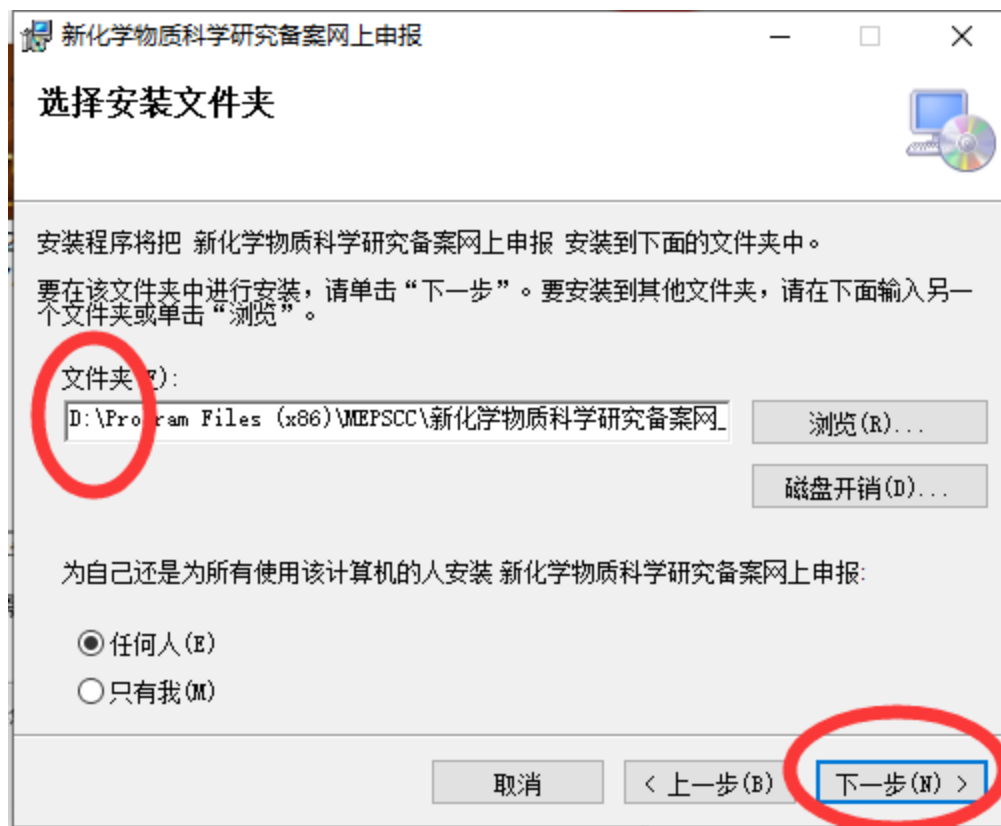 新化学物质科学研究备案网上申报
选择安装文件夹
安装程序将把 新化学物质科学研究备案网上申报 安装到下面的文件夹中。
要在该文件夹中进行安装，请单击“下一步”。要安装到其他文件夹，请在下面输入另一
个文件夹或单击“浏览”。
文件夹(F):
D:\Program Files (x86)\MEPSCC\新化学物质科学研究备案网
浏览(R)...
磁盘开销(D)...
为自己还是为所有使用该计算机的人安装 新化学物质科学研究备案网上申报:
任何人(E)
只有我(M)
取消
< 上一步(B)
下一步(N) >